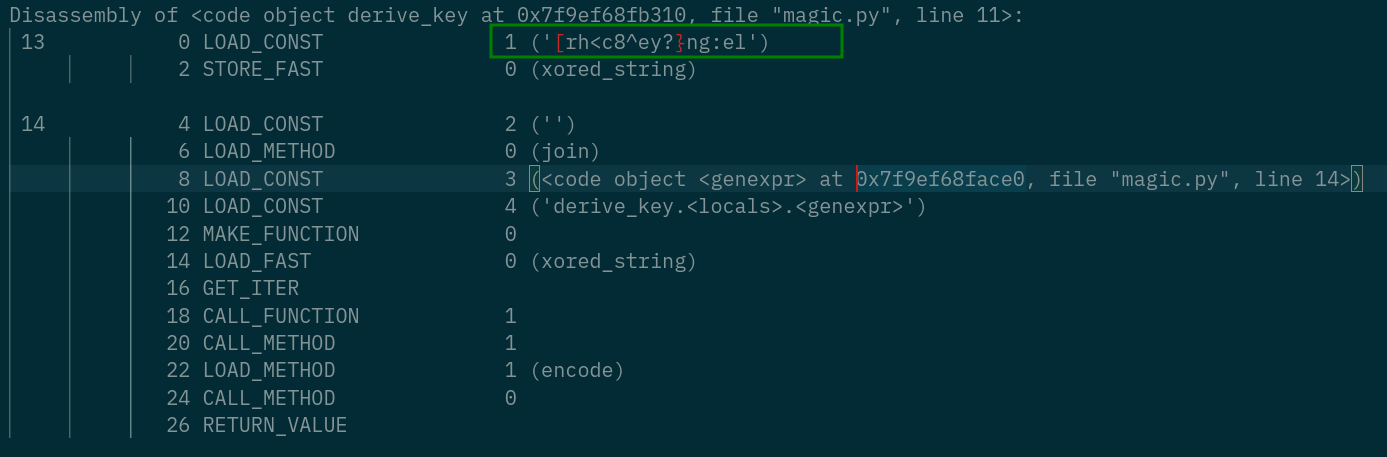 Disassembly of <code object derive_key at 0x7f9ef68fb310, file "magic.py", line 11>:
13 0 LOAD_CONST 1 ('[rh<c8^ey?}ng:el')
2 STORE_FAST 0 (xored_string)
14 4 LOAD_CONST 2 ('')
6 LOAD_METHOD 0 (join)
8 LOAD_CONST 3 (<code object <genexpr> at 0x7f9ef68face0, file "magic.py", line 14>)
10 LOAD_CONST 4 ('derive_key.<locals>.<genexpr>')
12 MAKE_FUNCTION 0
14 LOAD_FAST 0 (xored_string)
16 GET_ITER
18 CALL_FUNCTION 1
20 CALL_METHOD 1
22 LOAD_METHOD 1 (encode)
24 CALL_METHOD 0
26 RETURN_VALUE